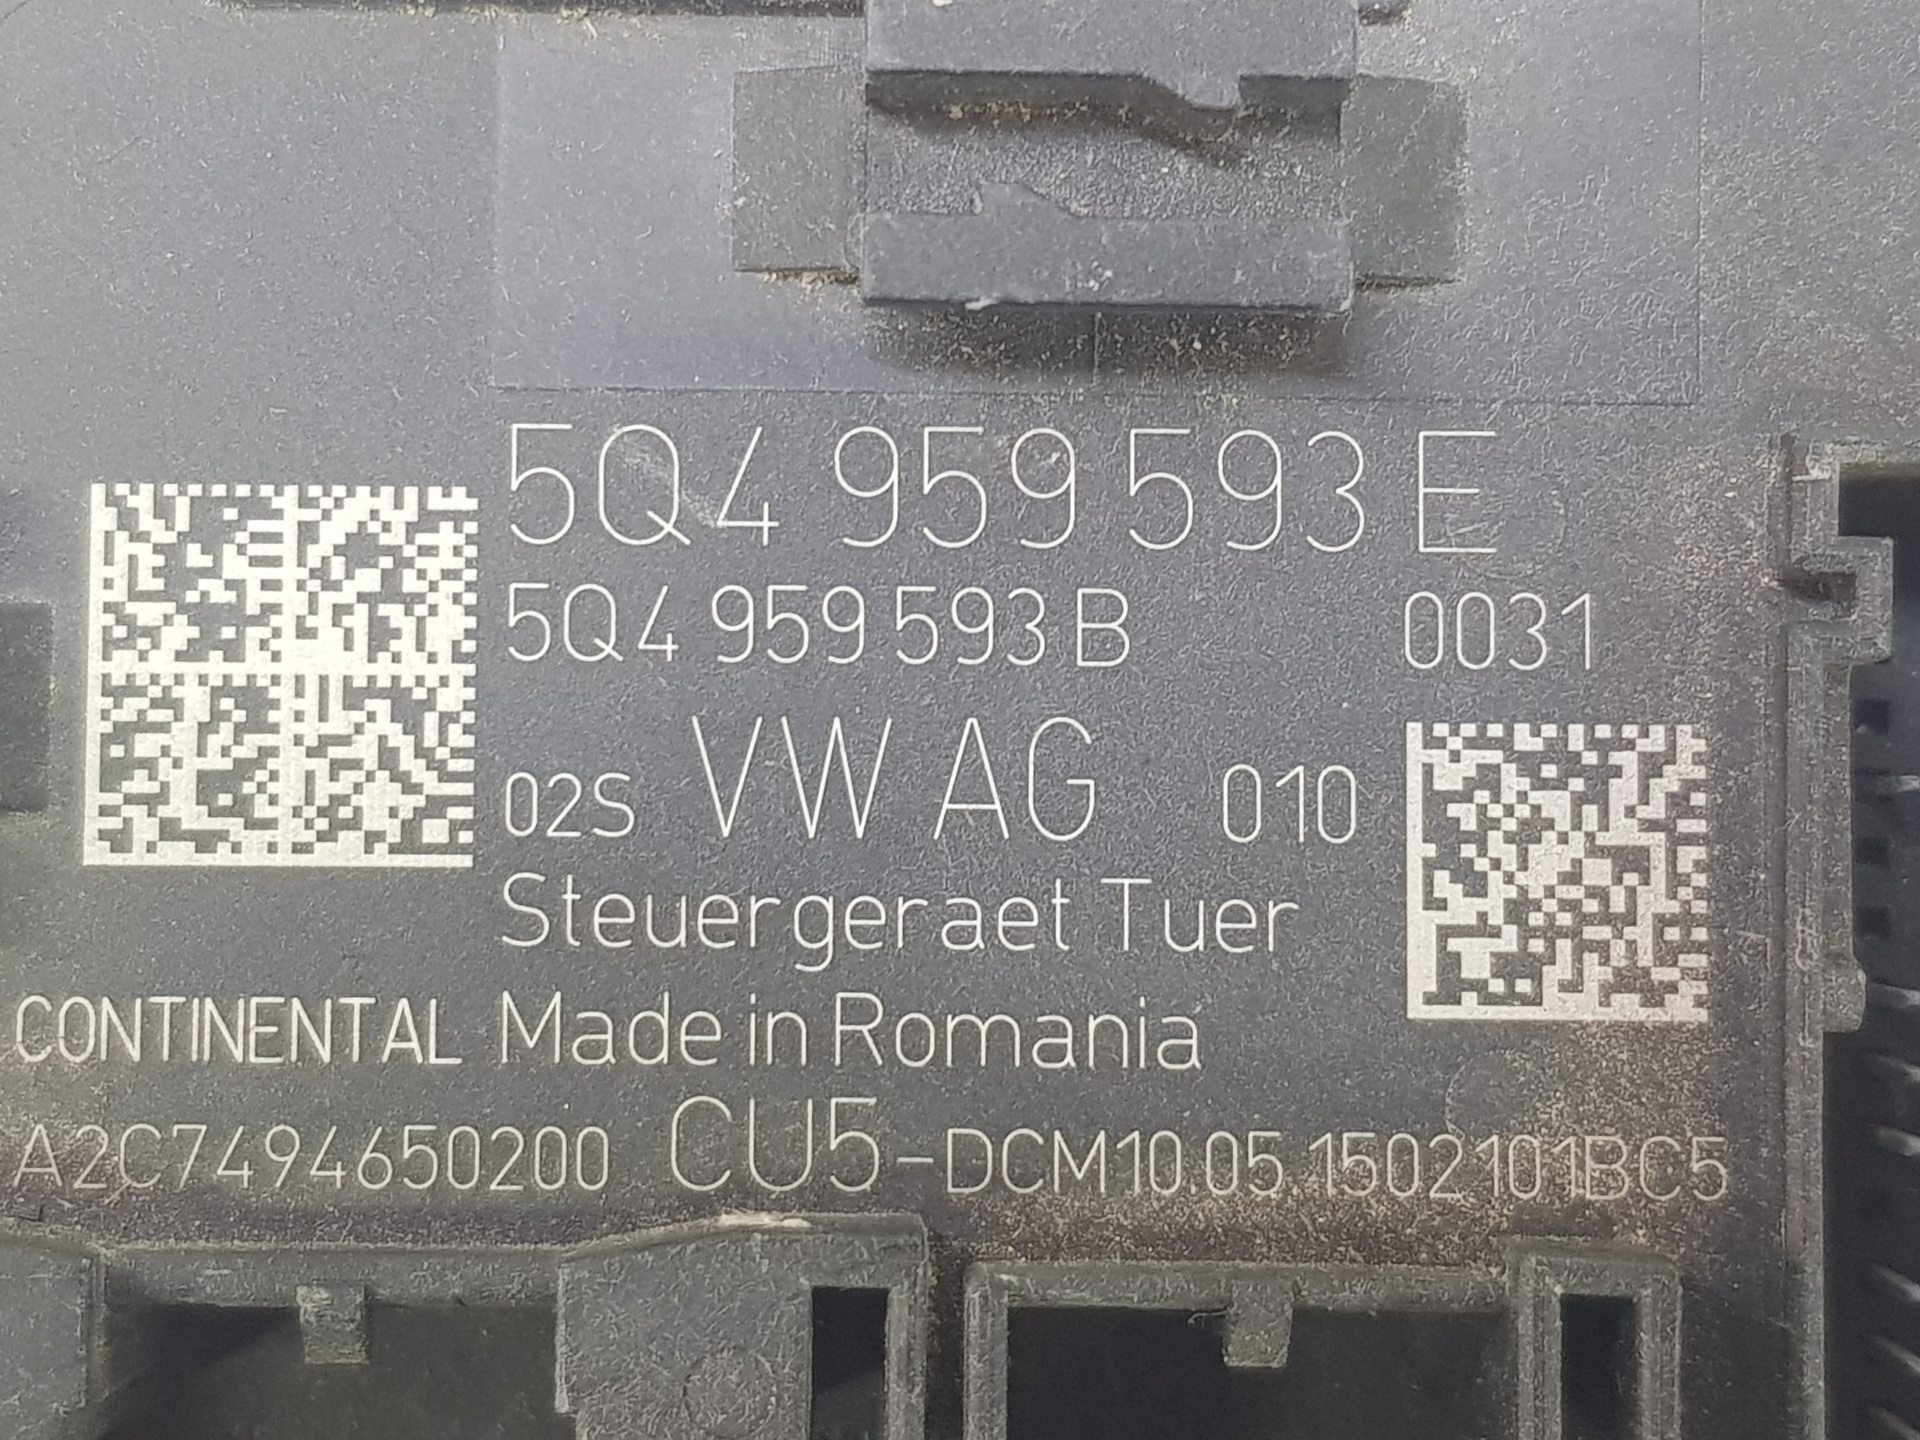 5Q4 959 593 E
5Q4 959 593 B 0031
02S VW AG 010
Steuergeraet Tuer
CONTINENTAL Made in Romania
A2C7494650200 CU5-DCM10.05 1502101BC5